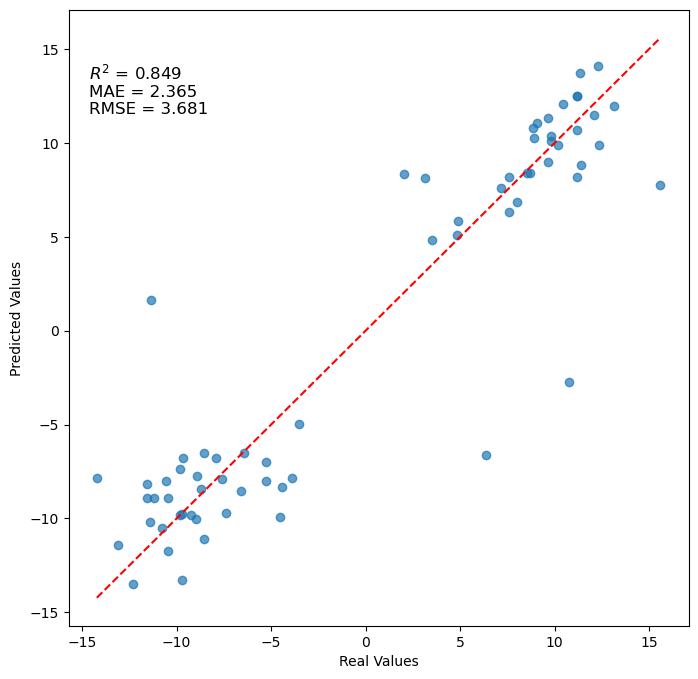 R² = 0.849
MAE = 2.365
RMSE = 3.681
15
10
5
0
−5
−10
−15
Predicted Values
−15
−10
−5
0
5
10
15
Real Values